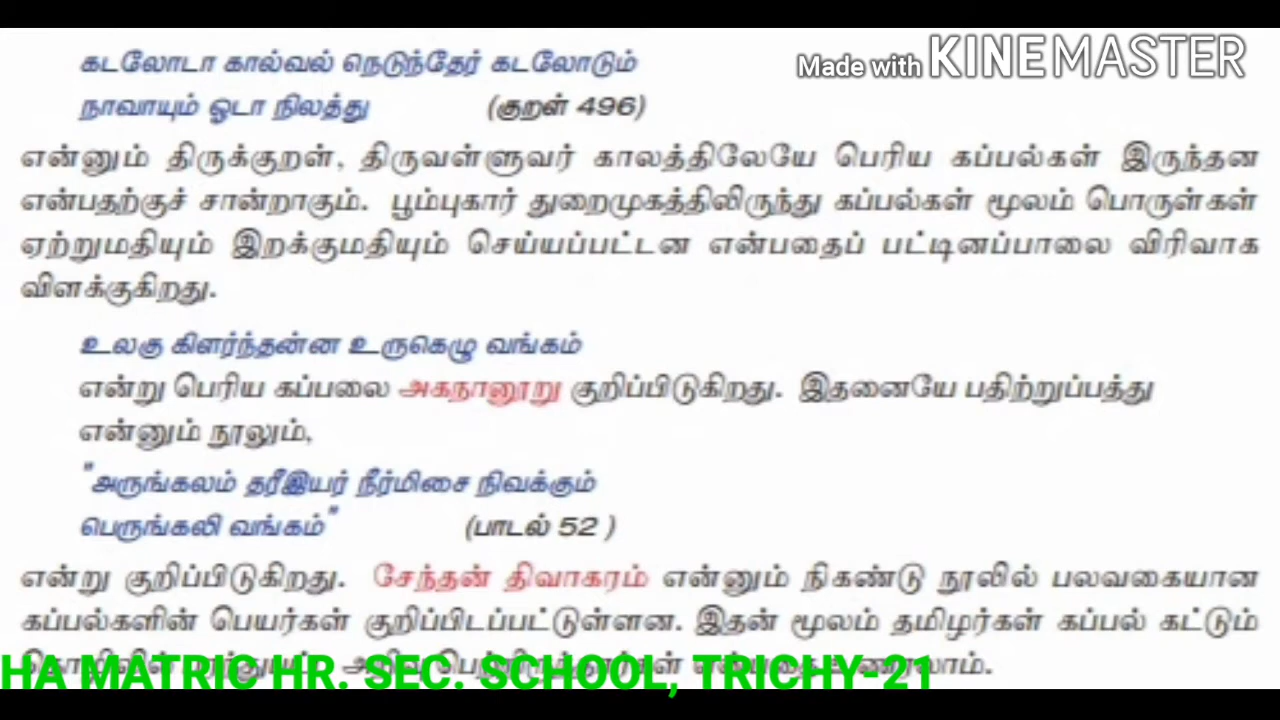 Made with KINEMASTER
கடலோடா கால்வல் நெடுந்தேர் கடலோடும்
நாவாயும் ஓடா நிலத்து (குறள் 496)
என்னும் திருக்குறள், திருவள்ளுவர் காலத்திலேயே பெரிய கப்பல்கள் இருந்தன
என்பதற்குச் சான்றாகும். பூம்புகார் துறைமுகத்திலிருந்து கப்பல்கள் மூலம் பொருள்கள்
ஏற்றுமதியும் இறக்குமதியும் செய்யப்பட்டன என்பதைப் பட்டினப்பாலை விரிவாக
விளக்குகிறது.
உலகு கிளர்ந்தன்ன உருகெழு வங்கம்
என்று பெரிய கப்பலை அகநானூறு குறிப்பிடுகிறது. இதனையே பதிற்றுப்பத்து
என்னும் நூலும்,
"அருங்கலம் தரீஇயர் நீர்மிசை நிவக்கும்
பெருங்கலி வங்கம்" (பாடல் 52 )
என்று குறிப்பிடுகிறது. சேந்தன் திவாகரம் என்னும் நிகண்டு நூலில் பலவகையான
கப்பல்களின் பெயர்கள் குறிப்பிடப்பட்டுள்ளன. இதன் மூலம் தமிழர்கள் கப்பல் கட்டும்
HA MATRIC HR. SEC. SCHOOL, TRICHY-21